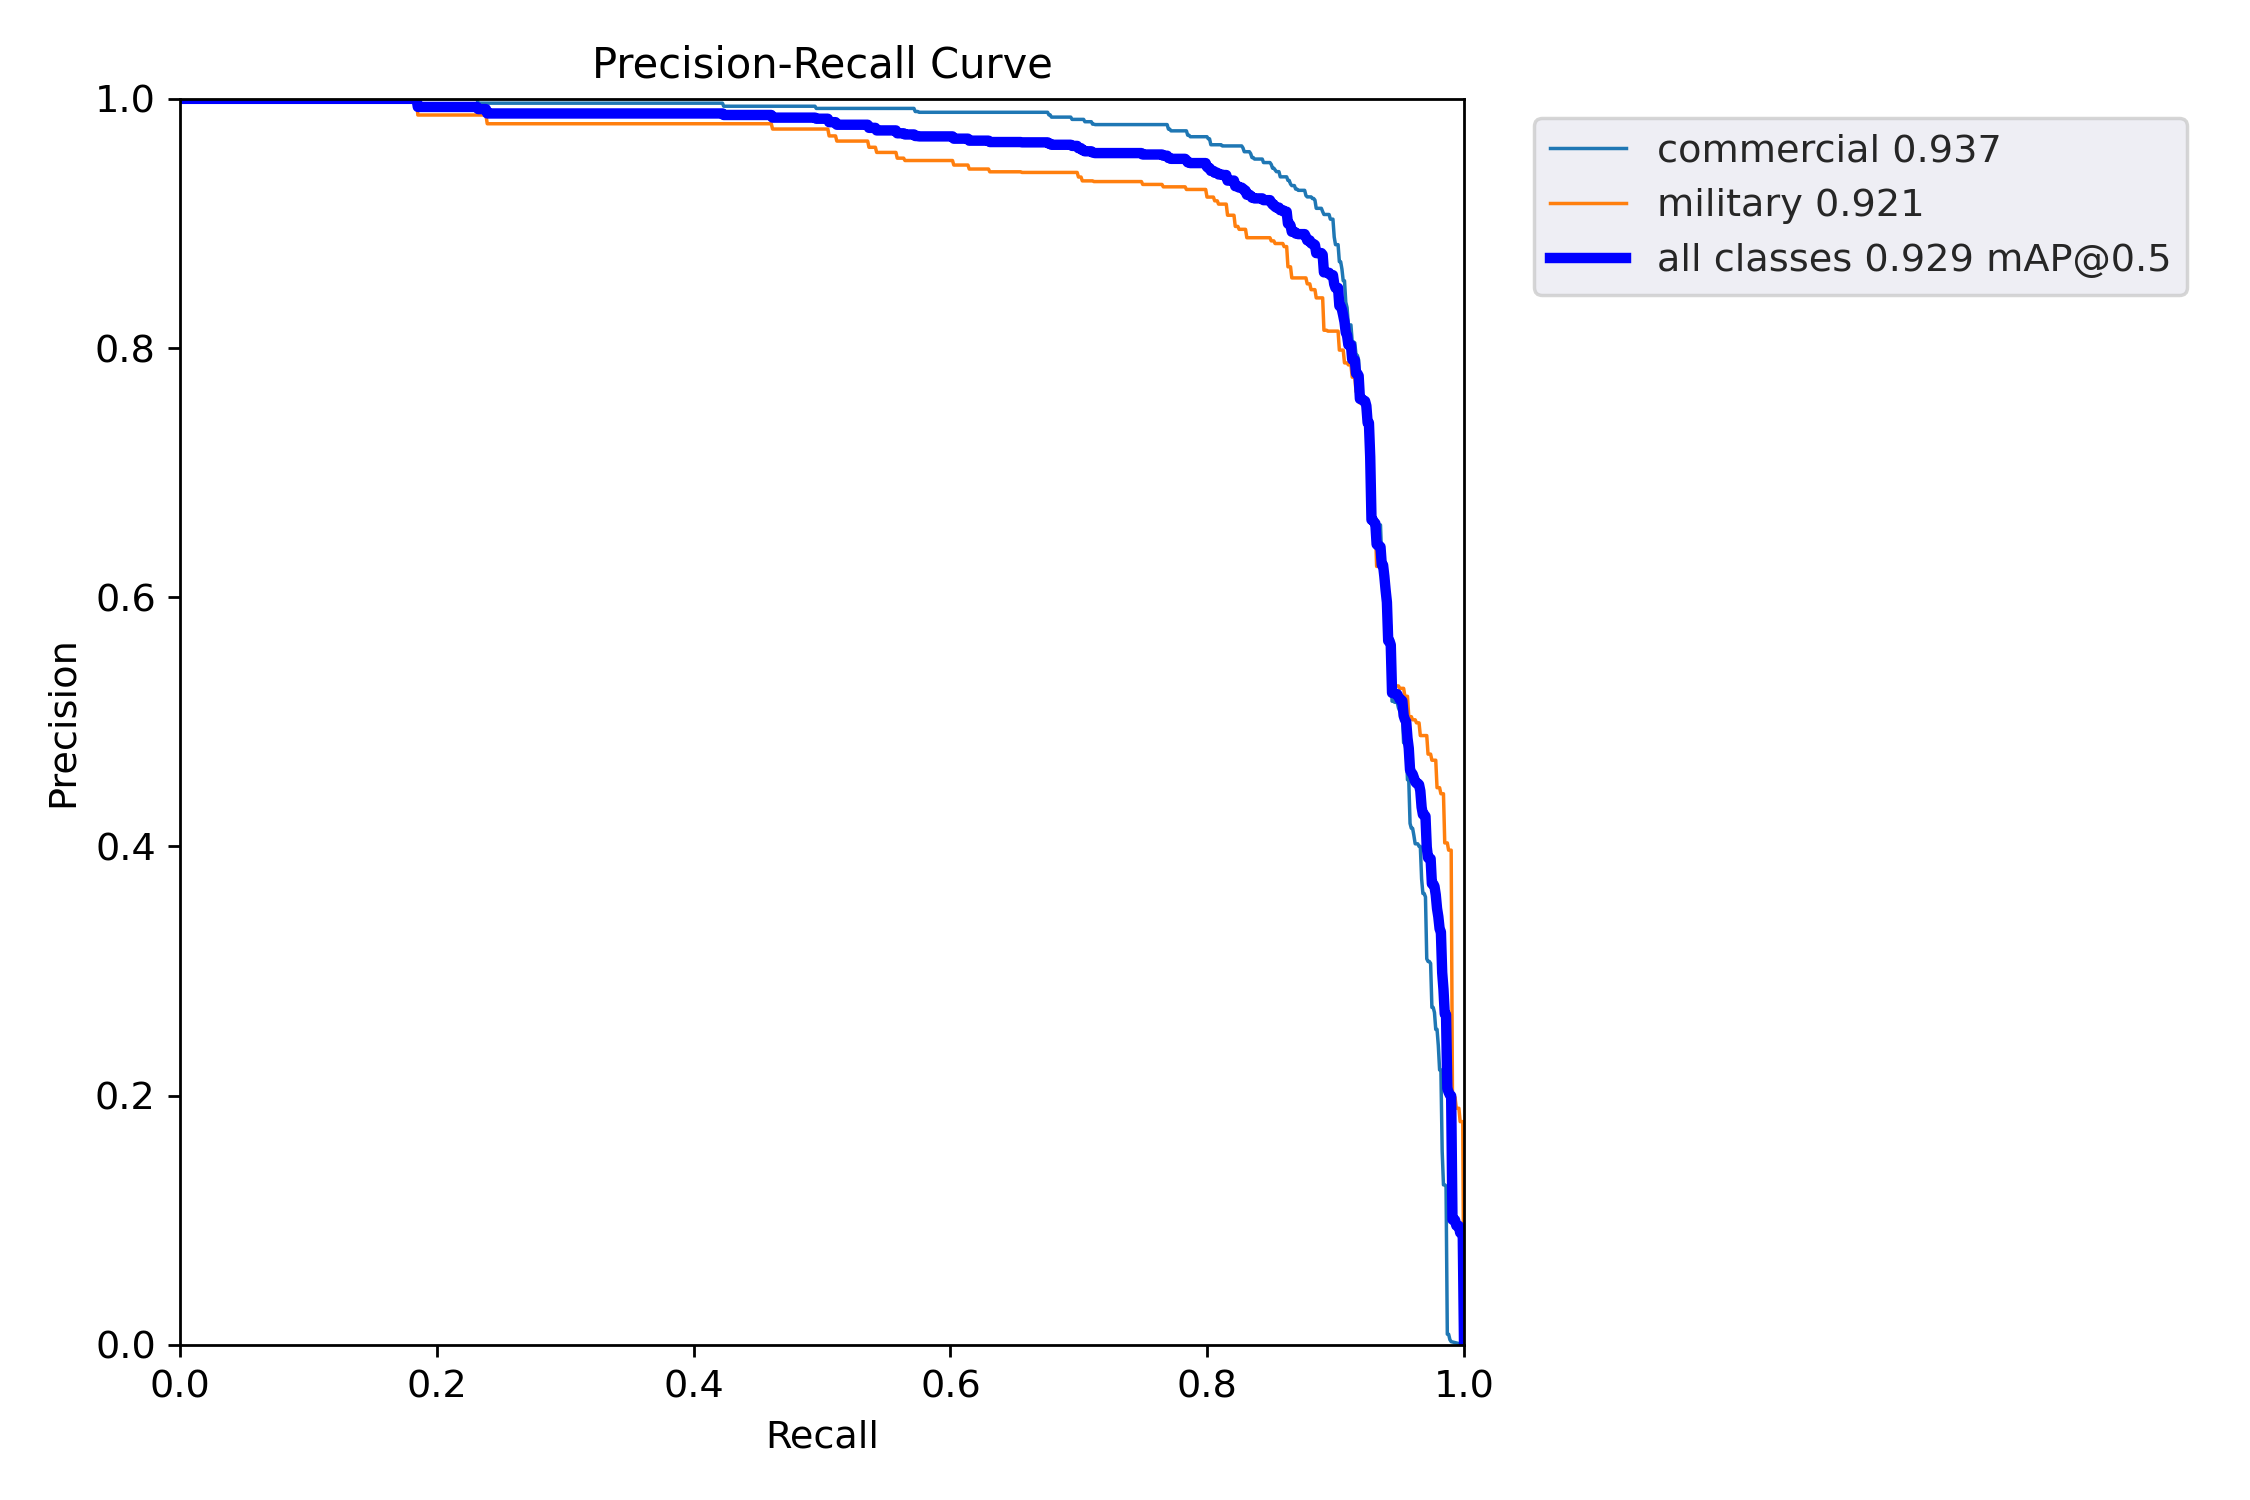 Precision-Recall Curve
1.0
0.8
0.6
0.4
0.2
0.0
Precision
0.0 0.2 0.4 0.6 0.8 1.0
Recall
commercial 0.937
military 0.921
all classes 0.929 mAP@0.5